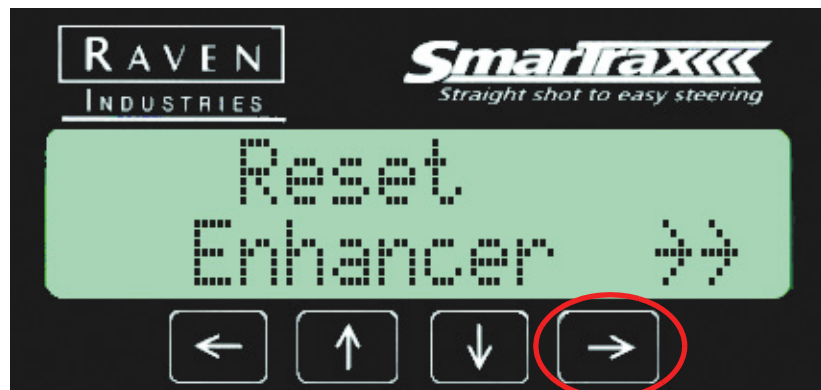 RAVEN
INDUSTRIES
SmarTrax
Straight shot to easy steering
Reset
Enhancer →→
← ↑ ↓ →